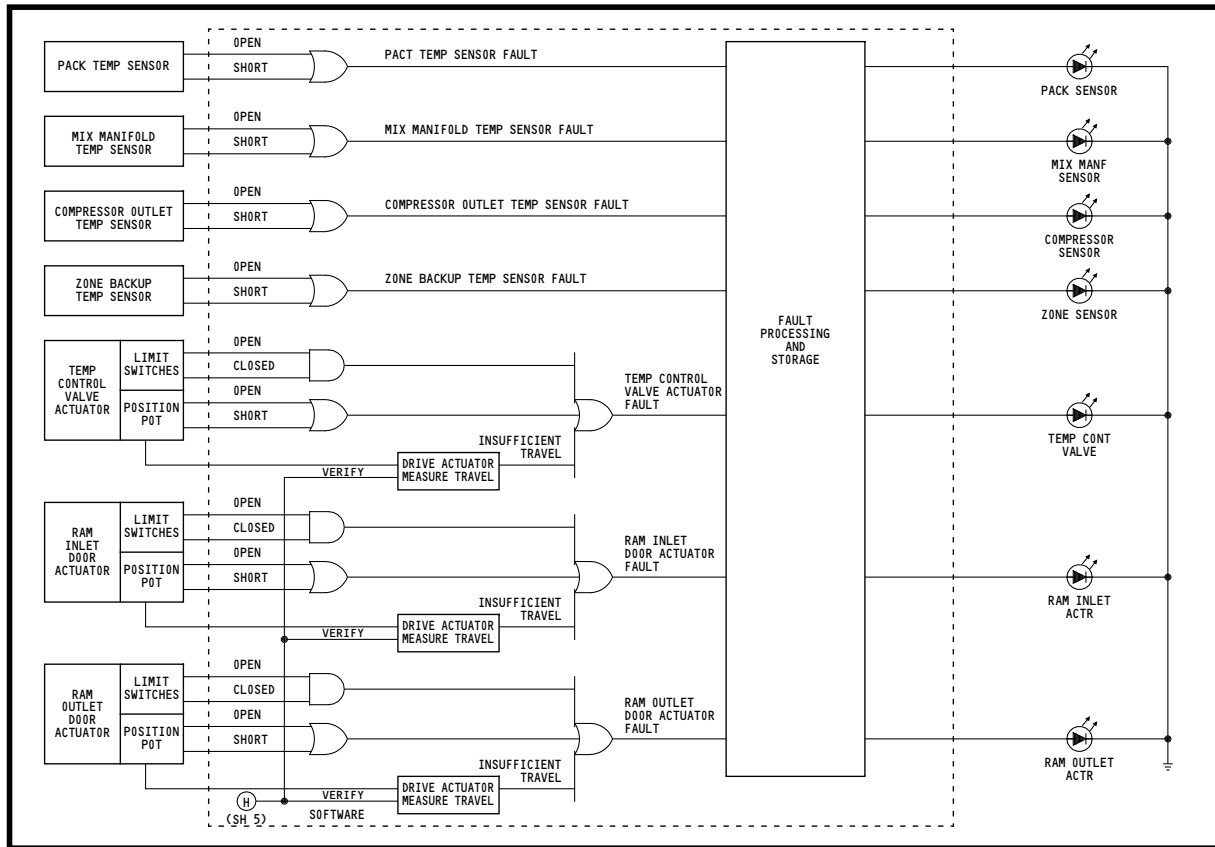 OPEN
PACK TEMP SENSOR
SHORT
PACT TEMP SENSOR FAULT
PACK SENSOR
OPEN
MIX MANIFOLD
TEMP SENSOR
SHORT
MIX MANIFOLD TEMP SENSOR FAULT
MIX MANF
SENSOR
OPEN
COMPRESSOR OUTLET
TEMP SENSOR
SHORT
COMPRESSOR OUTLET TEMP SENSOR FAULT
COMPRESSOR
SENSOR
OPEN
ZONE BACKUP
TEMP SENSOR
SHORT
ZONE BACKUP TEMP SENSOR FAULT
ZONE SENSOR
FAULT
PROCESSING
AND
STORAGE
TEMP
CONTROL
VALVE
ACTUATOR
LIMIT
SWITCHES
POSITION
POT
OPEN
CLOSED
OPEN
SHORT
TEMP CONTROL
VALVE ACTUATOR
FAULT
INSUFFICIENT
TRAVEL
VERIFY
DRIVE ACTUATOR
MEASURE TRAVEL
TEMP CONT
VALVE
RAM
INLET
DOOR
ACTUATOR
LIMIT
SWITCHES
POSITION
POT
OPEN
CLOSED
OPEN
SHORT
RAM INLET
DOOR ACTUATOR
FAULT
INSUFFICIENT
TRAVEL
VERIFY
DRIVE ACTUATOR
MEASURE TRAVEL
RAM INLET
ACTR
RAM
OUTLET
DOOR
ACTUATOR
LIMIT
SWITCHES
POSITION
POT
OPEN
CLOSED
OPEN
SHORT
RAM OUTLET
DOOR ACTUATOR
FAULT
INSUFFICIENT
TRAVEL
VERIFY
DRIVE ACTUATOR
MEASURE TRAVEL
RAM OUTLET
ACTR
H
(SH 5)
SOFTWARE